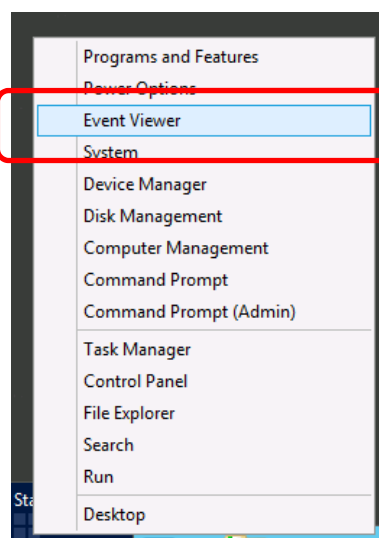 Programs and Features
Power Options
Event Viewer
System
Device Manager
Disk Management
Computer Management
Command Prompt
Command Prompt (Admin)
Task Manager
Control Panel
File Explorer
Search
Run
Sta
Desktop